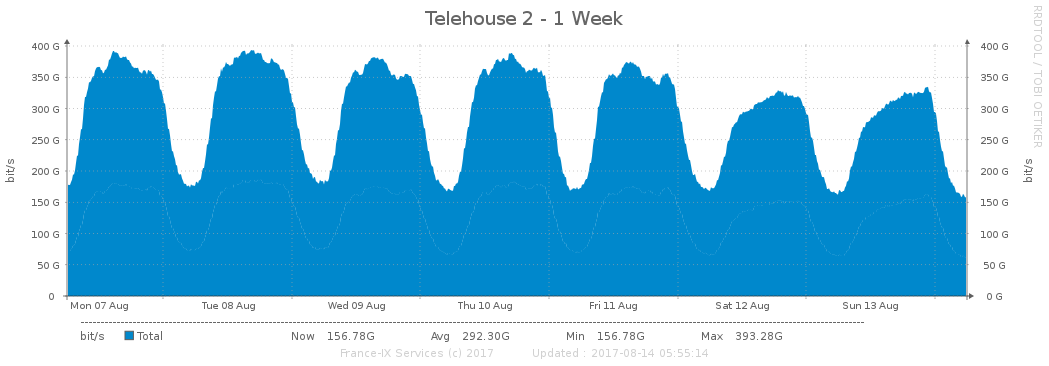 Telehouse 2 - 1 Week
RRDTOOL / TOBI OETIKER
400 G 400 G
350 G 350 G
300 G 300 G
250 G 250 G
200 G 200 G
150 G 150 G
100 G 100 G
50 G 50 G
0 0 G
bit/s bit/s
Mon 07 Aug Tue 08 Aug Wed 09 Aug Thu 10 Aug Fri 11 Aug Sat 12 Aug Sun 13 Aug
bit/s Total Now 156.78G Avg 292.30G Min 156.78G Max 393.28G
France-IX Services (c) 2017 Updated : 2017-08-14 05:55:14